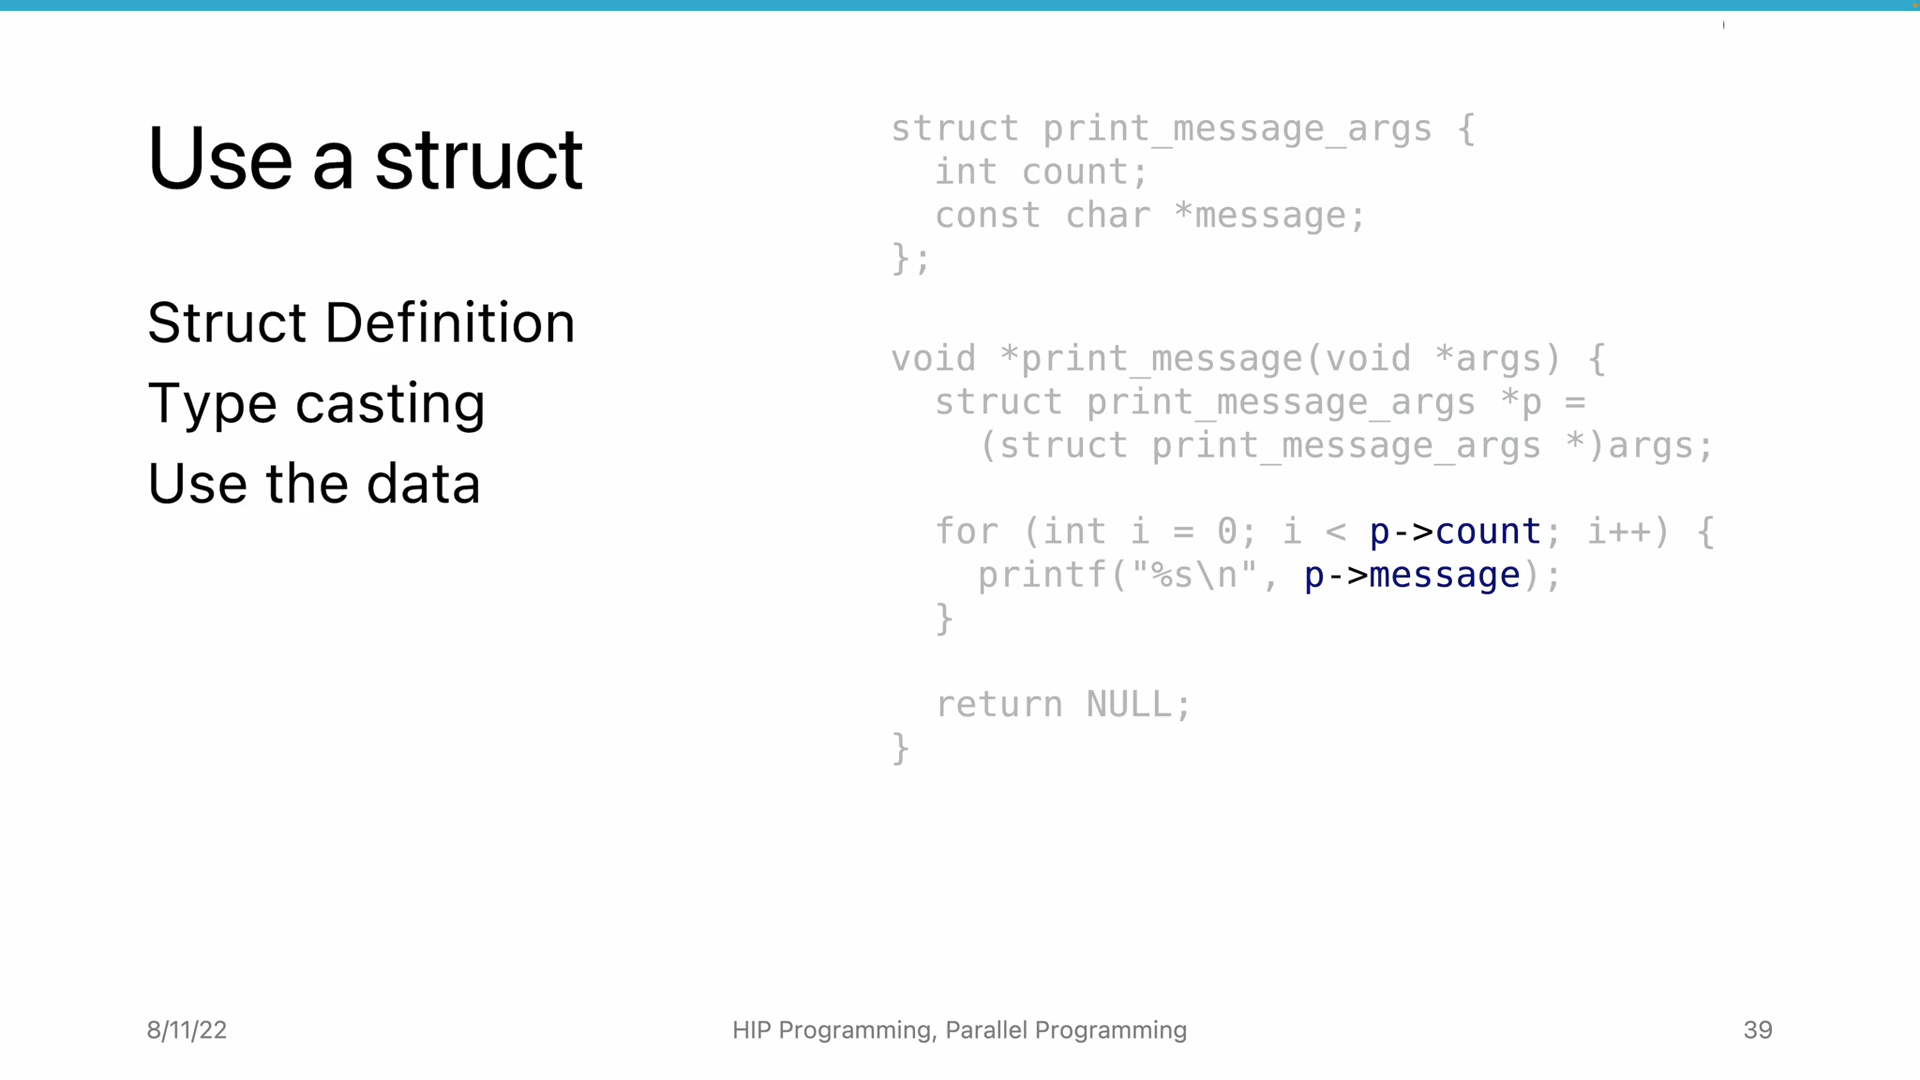 Use a struct
Struct Definition
Type casting
Use the data
struct print_message_args {
  int count;
  const char *message;
};
void *print_message(void *args) {
  struct print_message_args *p =
    (struct print_message_args *)args;
  for (int i = 0; i < p->count; i++) {
    printf("%s\n", p->message);
  }
  return NULL;
}
8/11/22
HIP Programming, Parallel Programming
39